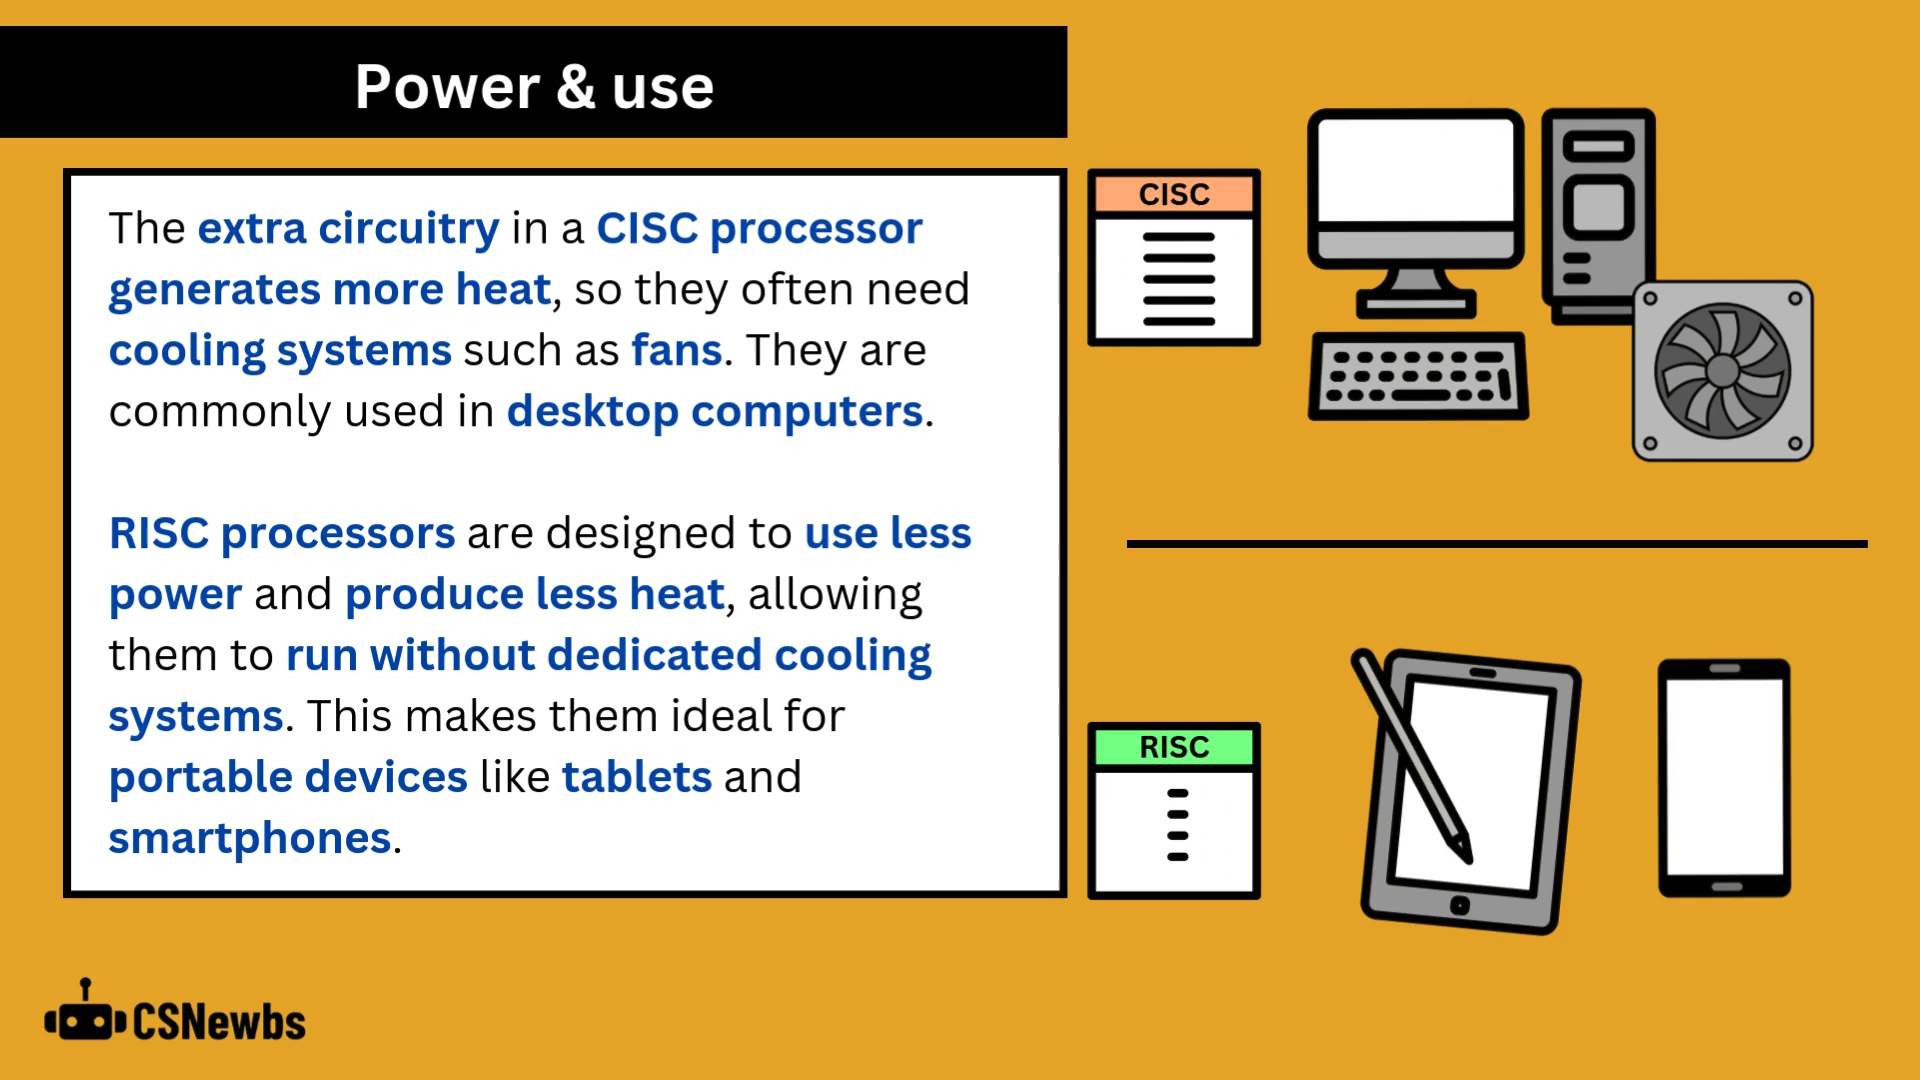 Power & use
The extra circuitry in a CISC processor
generates more heat, so they often need
cooling systems such as fans. They are
commonly used in desktop computers.
RISC processors are designed to use less
power and produce less heat, allowing
them to run without dedicated cooling
systems. This makes them ideal for
portable devices like tablets and
smartphones.
CISC
RISC
CSNewbs